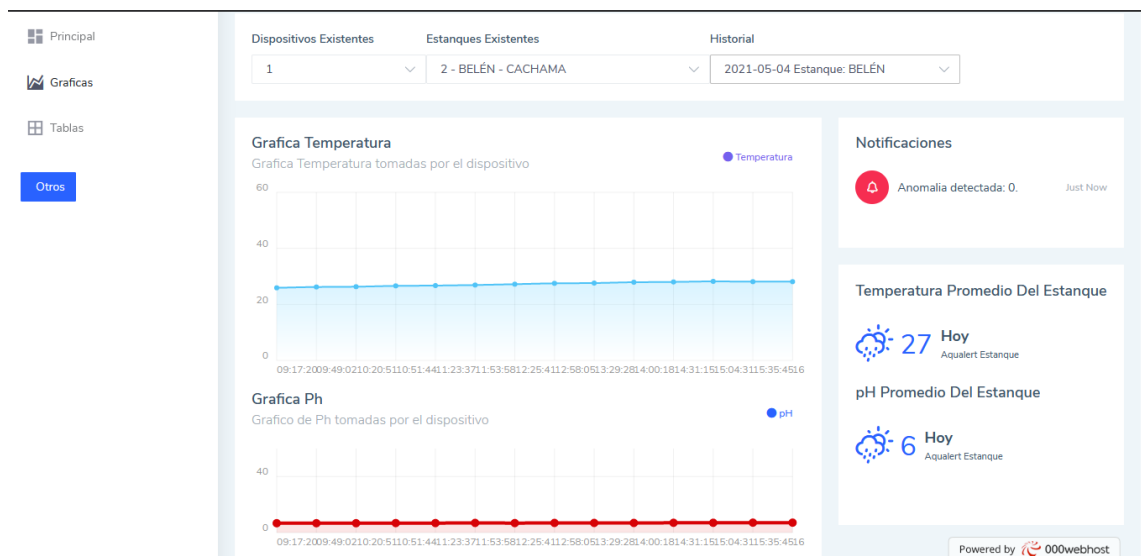 Principal
Graficas
Tablas
Otros
Dispositivos Existentes
1
Estanques Existentes
2 - BELÉN - CACHAMA
Historial
2021-05-04 Estanque: BELÉN
Grafica Temperatura
Grafica Temperatura tomadas por el dispositivo
Temperatura
60
40
20
0
09:17:2009:49:0210:20:5110:51:4411:23:3711:53:5812:25:4112:58:0513:29:2814:00:1814:31:1515:04:3115:35:4516
Grafica Ph
Grafico de Ph tomadas por el dispositivo
pH
40
0
09:17:2009:49:0210:20:5110:51:4411:23:3711:53:5812:25:4112:58:0513:29:2814:00:1814:31:1515:04:3115:35:4516
Notificaciones
Anomalia detectada: 0.
Just Now
Temperatura Promedio Del Estanque
27
Hoy
Aqualert Estanque
pH Promedio Del Estanque
6
Hoy
Aqualert Estanque
Powered by 000webhost